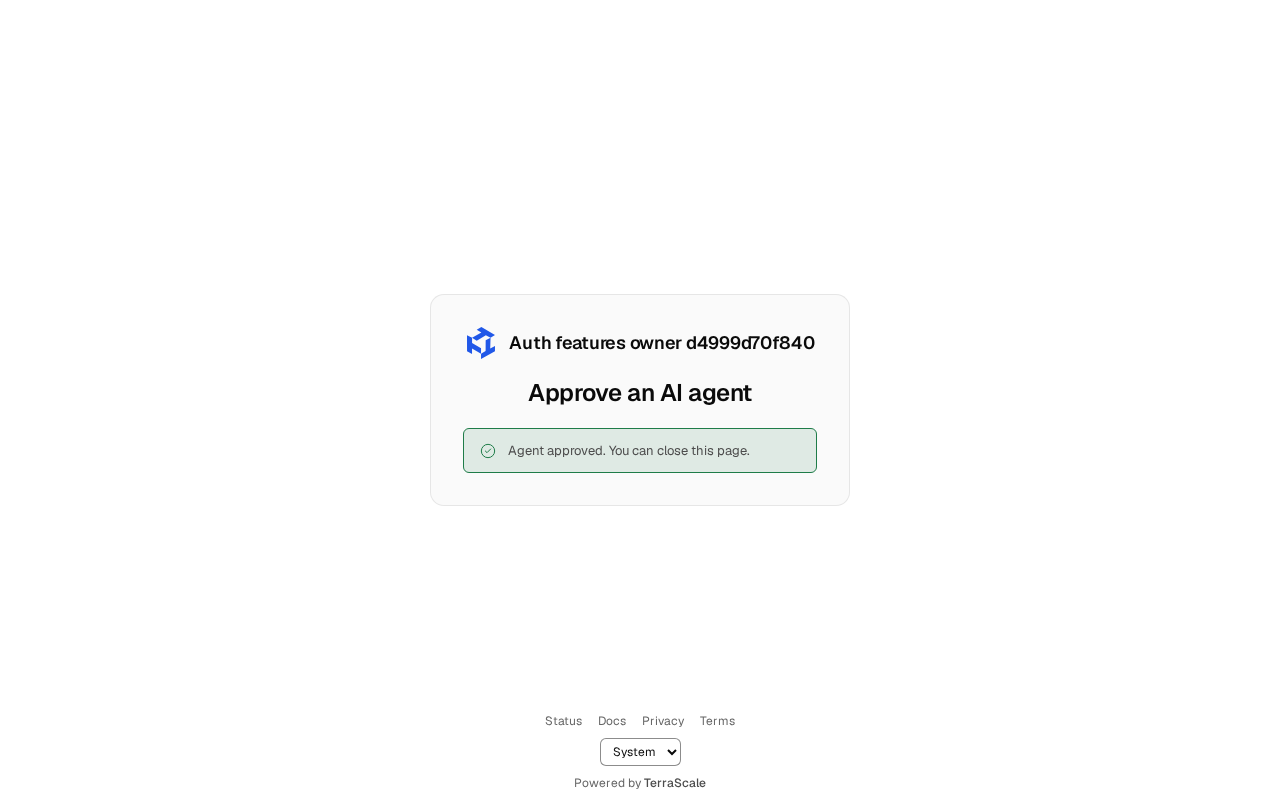 Auth features owner d4999d70f840
Approve an AI agent
Agent approved. You can close this page.
Status Docs Privacy Terms
System
Powered by TerraScale